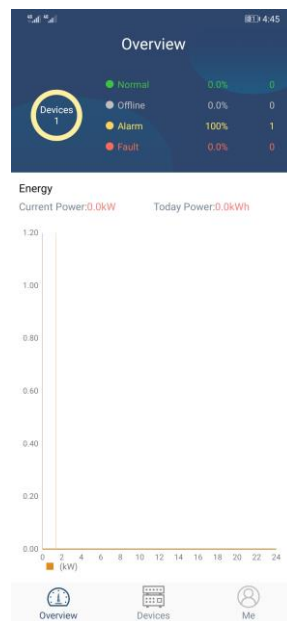 4:45
Overview
Devices
1
Normal 0.0% 0
Offline 0.0% 0
Alarm 100% 1
Fault 0.0% 0
Energy
Current Power:0.0kW Today Power:0.0kWh
1.20
1.00
0.80
0.60
0.40
0.20
0.00
0 2 4 6 8 10 12 14 16 18 20 22 24
(kW)
Overview Devices Me